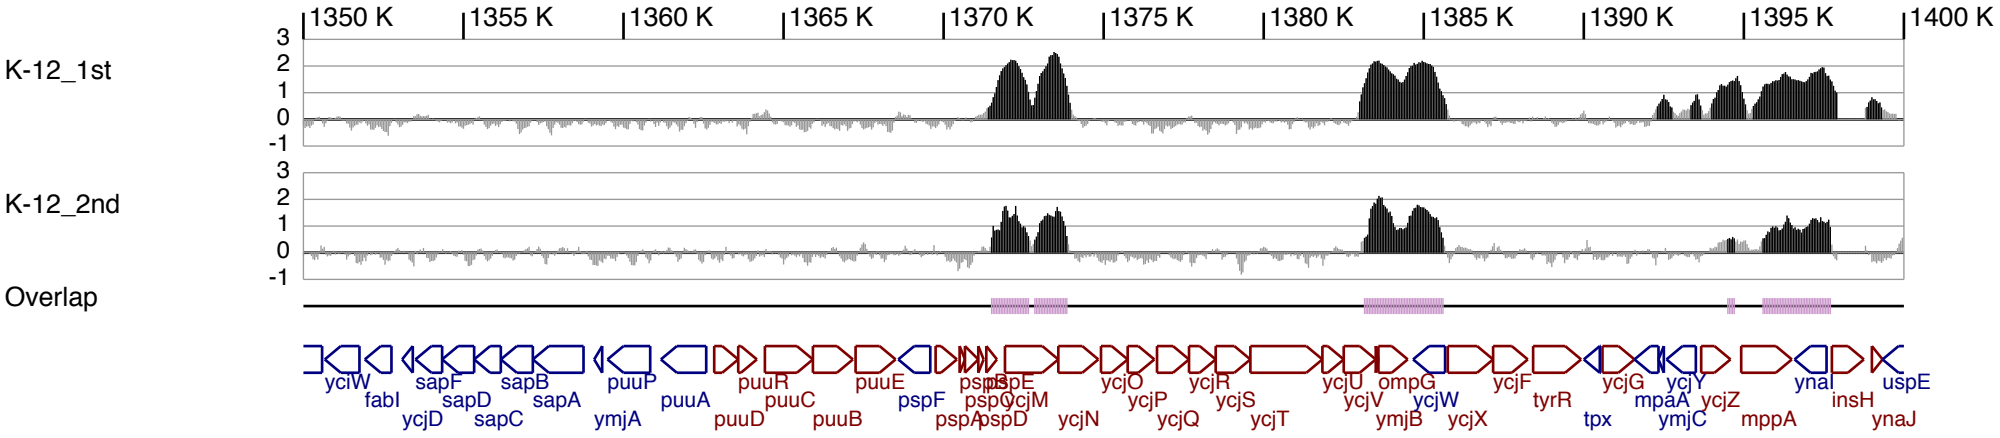 1350 K 1355 K 1360 K 1365 K 1370 K 1375 K 1380 K 1385 K 1390 K 1395 K 1400 K
3
K-12_1st
2
1
0
-1
3
K-12_2nd
2
1
0
-1
Overlap
yciW sapF sapB puuP puuR puuE pspB pspE ycjO ycjR ycjU ompG ycjF ycjG ycjY ynaI uspE
fabI sapD sapA puuA puuC pspF pspC ycjM ycjP ycjS ycjV ycjW tyrR mpaA ycjZ insH
ycjD sapC ymjA puuD puuB pspA pspD ycjN ycjQ ycjT ymjB ycjX tpx ymjC mppA ynaJ